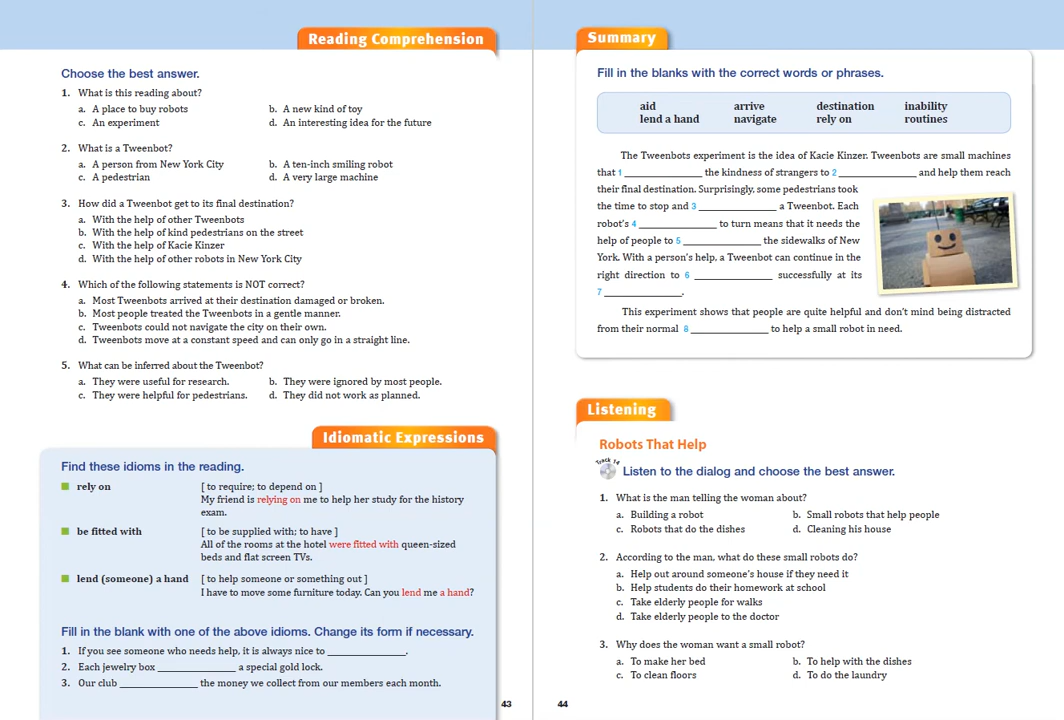 Reading Comprehension
Choose the best answer.
1. What is this reading about?
a. A place to buy robots b. A new kind of toy
c. An experiment d. An interesting idea for the future
2. What is a Tweenbot?
a. A person from New York City b. A ten-inch smiling robot
c. A pedestrian d. A very large machine
3. How did a Tweenbot get to its final destination?
a. With the help of other Tweenbots
b. With the help of kind pedestrians on the street
c. With the help of Kacie Kinzer
d. With the help of other robots in New York City
4. Which of the following statements is NOT correct?
a. Most Tweenbots arrived at their destination damaged or broken.
b. Most people treated the Tweenbots in a gentle manner.
c. Tweenbots could not navigate the city on their own.
d. Tweenbots move at a constant speed and can only go in a straight line.
5. What can be inferred about the Tweenbot?
a. They were useful for research. b. They were ignored by most people.
c. They were helpful for pedestrians. d. They did not work as planned.
Idiomatic Expressions
Find these idioms in the reading.
rely on [ to require; to depend on ]
My friend is relying on me to help her study for the history
exam.
be fitted with [ to be supplied with; to have ]
All of the rooms at the hotel were fitted with queen-sized
beds and flat screen TVs.
lend (someone) a hand [ to help someone or something out ]
I have to move some furniture today. Can you lend me a hand?
Fill in the blank with one of the above idioms. Change its form if necessary.
1. If you see someone who needs help, it is always nice to _______________.
2. Each jewelry box _______________ a special gold lock.
3. Our club _______________ the money we collect from our members each month.
43
Summary
Fill in the blanks with the correct words or phrases.
aid arrive destination inability
lend a hand navigate rely on routines
The Tweenbots experiment is the idea of Kacie Kinzer. Tweenbots are small machines
that 1 _______________ the kindness of strangers to 2 _______________ and help them reach
their final destination. Surprisingly, some pedestrians took
the time to stop and 3 _______________ a Tweenbot. Each
robot's 4 _______________ to turn means that it needs the
help of people to 5 _______________ the sidewalks of New
York. With a person's help, a Tweenbot can continue in the
right direction to 6 _______________ successfully at its
7 _______________.
This experiment shows that people are quite helpful and don't mind being distracted
from their normal 8 _______________ to help a small robot in need.
Listening
Robots That Help
Track 14
Listen to the dialog and choose the best answer.
1. What is the man telling the woman about?
a. Building a robot b. Small robots that help people
c. Robots that do the dishes d. Cleaning his house
2. According to the man, what do these small robots do?
a. Help out around someone's house if they need it
b. Help students do their homework at school
c. Take elderly people for walks
d. Take elderly people to the doctor
3. Why does the woman want a small robot?
a. To make her bed b. To help with the dishes
c. To clean floors d. To do the laundry
44